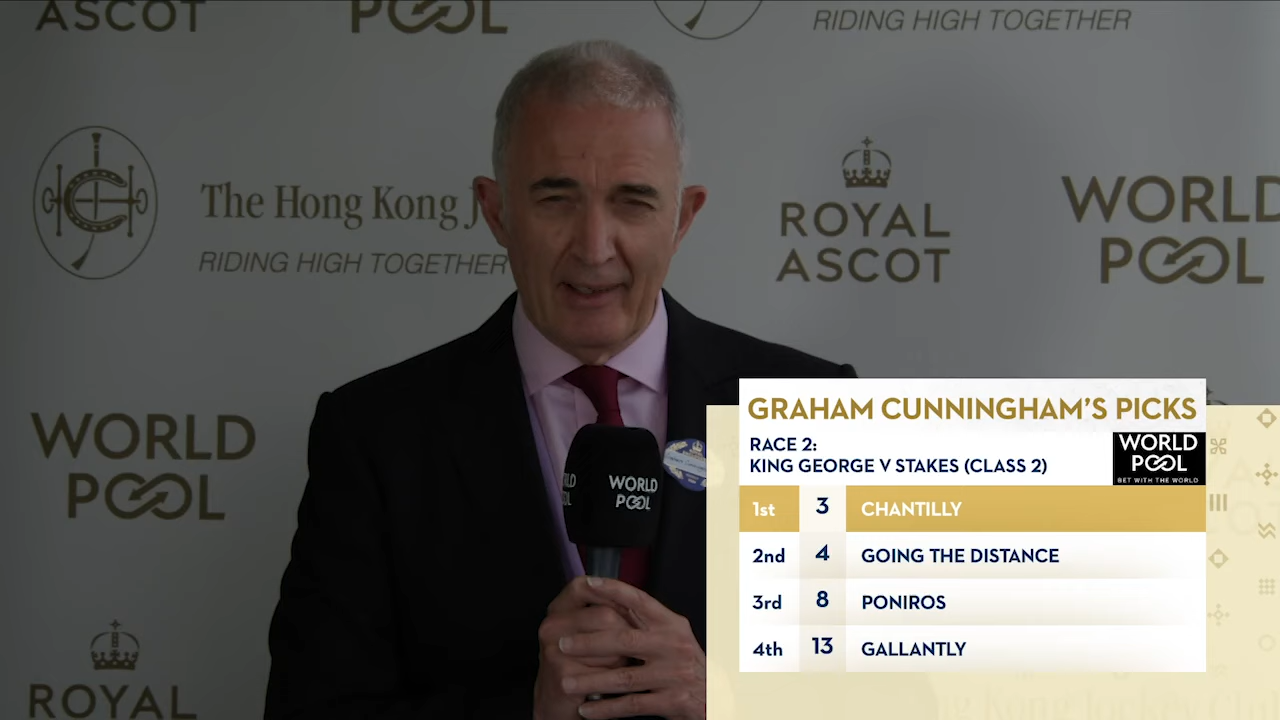 ROYAL
ASCOT
WORLD
POOL
RIDING HIGH TOGETHER
The Hong Kong J
RIDING HIGH TOGETHER
ROYAL
ASCOT
WORLD
POOL
WORLD
POOL
WORLD
POOL
ROYAL
GRAHAM CUNNINGHAM'S PICKS
RACE 2:
KING GEORGE V STAKES (CLASS 2)
WORLD
POOL
BET WITH THE WORLD
1st 3 CHANTILLY
2nd 4 GOING THE DISTANCE
3rd 8 PONIROS
4th 13 GALLANTLY